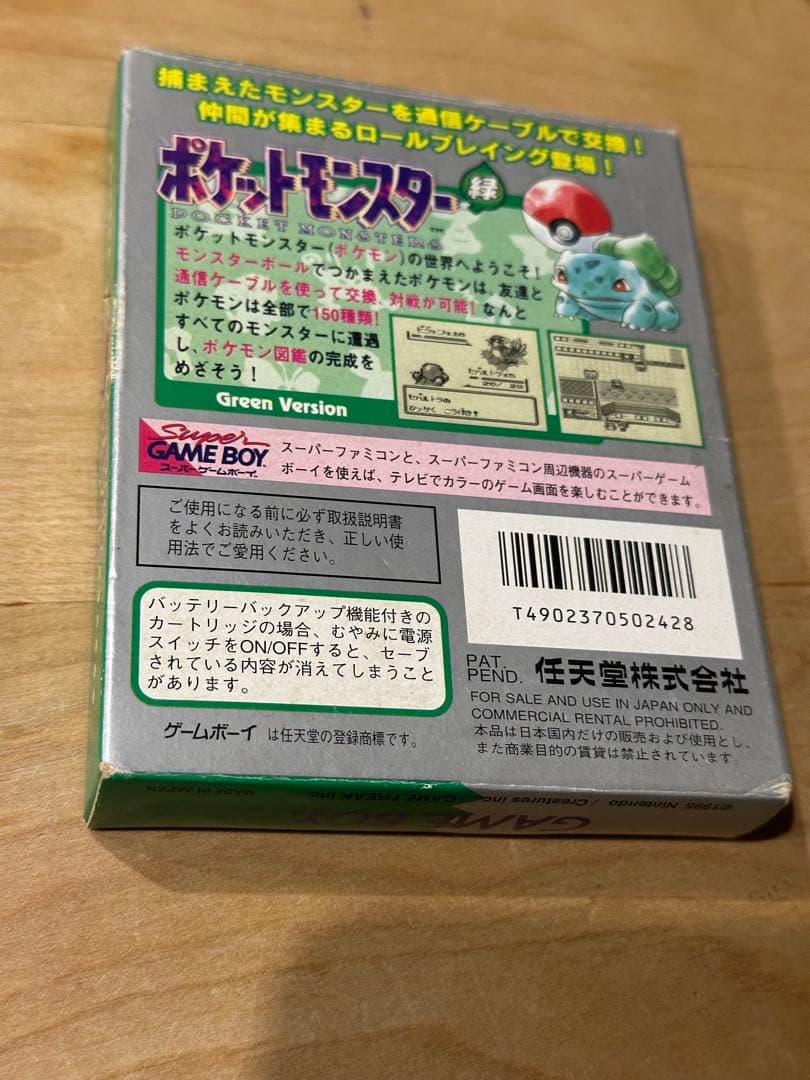 捕まえたモンスターを通信ケーブルで交換！
仲間が集まるロールプレイング登場！
ポケットモンスター 緑
POCKET MONSTERS ™
ポケットモンスター(ポケモン)の世界へようこそ！
モンスターボールでつかまえたポケモンは、友達と
通信ケーブルを使って交換、対戦が可能！なんと
ポケモンは全部で150種類！
すべてのモンスターに遭遇
し、ポケモン図鑑の完成を
めざそう！
Green Version
20/20
Super
GAME BOY
スーパーゲームボーイ
スーパーファミコンと、スーパーファミコン周辺機器のスーパーゲーム
ボーイを使えば、テレビでカラーのゲーム画面を楽しむことができます。
ご使用になる前に必ず取扱説明書
をよくお読みいただき、正しい使
用法でご愛用ください。
バッテリーバックアップ機能付きの
カートリッジの場合、むやみに電源
スイッチをON/OFFすると、セーブ
されている内容が消えてしまうこと
があります。
ゲームボーイ は任天堂の登録商標です。
T4902370502428
PAT.
PEND. 任天堂株式会社
FOR SALE AND USE IN JAPAN ONLY AND
COMMERCIAL RENTAL PROHIBITED.
本品は日本国内だけの販売および使用とし、
また商業目的の賃貸は禁止されています。
©1995 Nintendo / Creatures inc. / GAME FREAK inc.
MADE IN JAPAN
GAME BOY